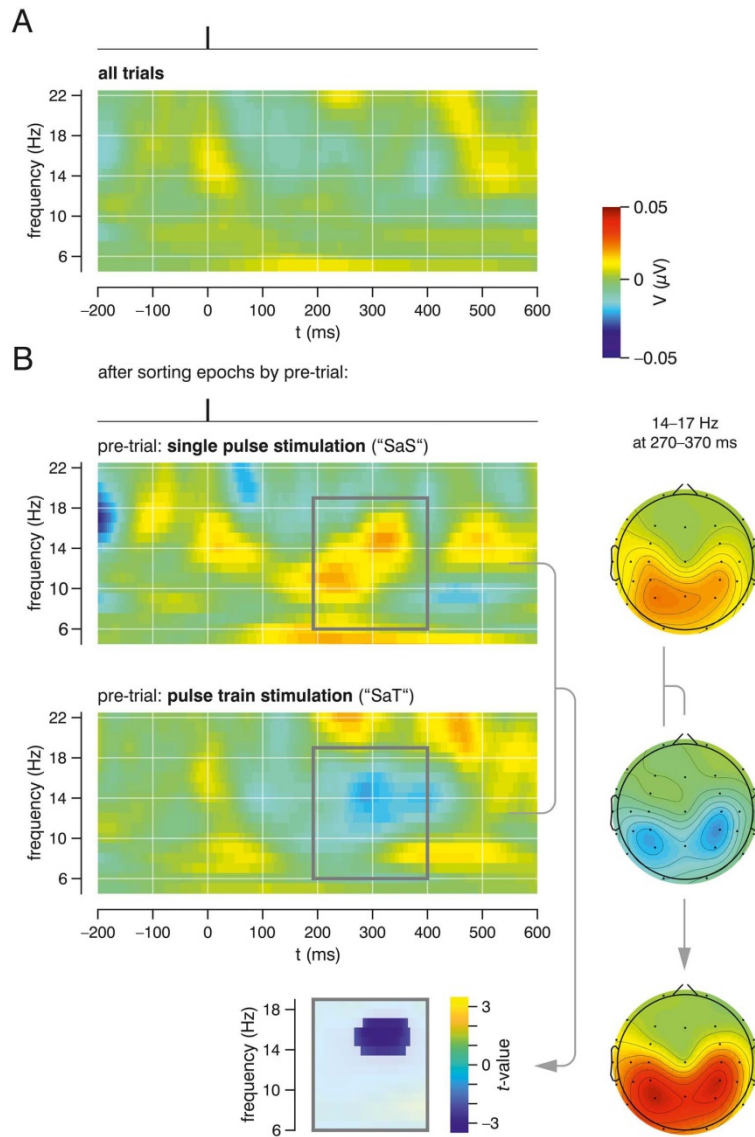 A
all trials
22
18
14
10
6
frequency (Hz)
−200 −100 0 100 200 300 400 500 600
t (ms)
0.05
0
−0.05
V (µV)
B
after sorting epochs by pre-trial:
pre-trial: single pulse stimulation (“SaS“)
22
18
14
10
6
frequency (Hz)
14–17 Hz
at 270–370 ms
pre-trial: pulse train stimulation (“SaT“)
22
18
14
10
6
frequency (Hz)
−200 −100 0 100 200 300 400 500 600
t (ms)
18
14
10
6
frequency (Hz)
3
0
−3
t-value